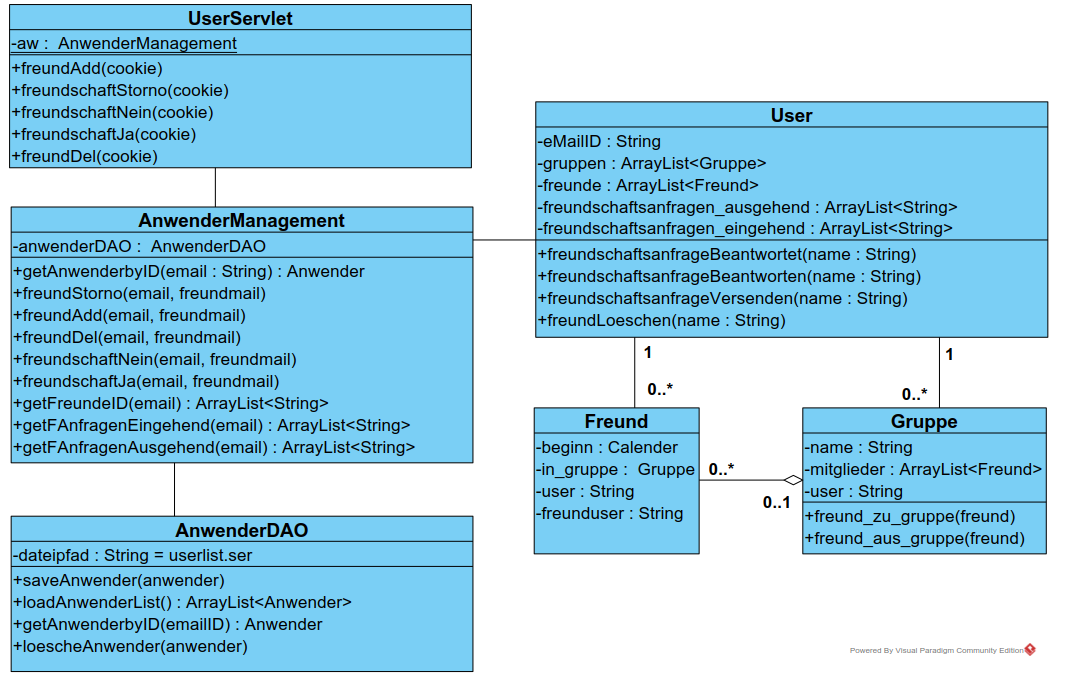 UserServlet
-aw : AnwenderManagement
+freundAdd(cookie)
+freundschaftStorno(cookie)
+freundschaftNein(cookie)
+freundschaftJa(cookie)
+freundDel(cookie)
AnwenderManagement
-anwenderDAO : AnwenderDAO
+getAnwenderbyID(email : String) : Anwender
+freundStorno(email, freundmail)
+freundAdd(email, freundmail)
+freundDel(email, freundmail)
+freundschaftNein(email, freundmail)
+freundschaftJa(email, freundmail)
+getFreundeID(email) : ArrayList<String>
+getFAnfragenEingehend(email) : ArrayList<String>
+getFAnfragenAusgehend(email) : ArrayList<String>
AnwenderDAO
-dateipfad : String = userlist.ser
+saveAnwender(anwender)
+loadAnwenderList() : ArrayList<Anwender>
+getAnwenderbyID(emailID) : Anwender
+loescheAnwender(anwender)
User
-eMailID : String
-gruppen : ArrayList<Gruppe>
-freunde : ArrayList<Freund>
-freundschaftsanfragen_ausgehend : ArrayList<String>
-freundschaftsanfragen_eingehend : ArrayList<String>
+freundschaftsanfrageBeantwortet(name : String)
+freundschaftsanfrageBeantworten(name : String)
+freundschaftsanfrageVersenden(name : String)
+freundLoeschen(name : String)
1
0..*
1
0..*
Freund
-beginn : Calender
-in_gruppe : Gruppe
-user : String
-freunduser : String
0..*
0..1
Gruppe
-name : String
-mitglieder : ArrayList<Freund>
-user : String
+freund_zu_gruppe(freund)
+freund_aus_gruppe(freund)
Powered By Visual Paradigm Community Edition